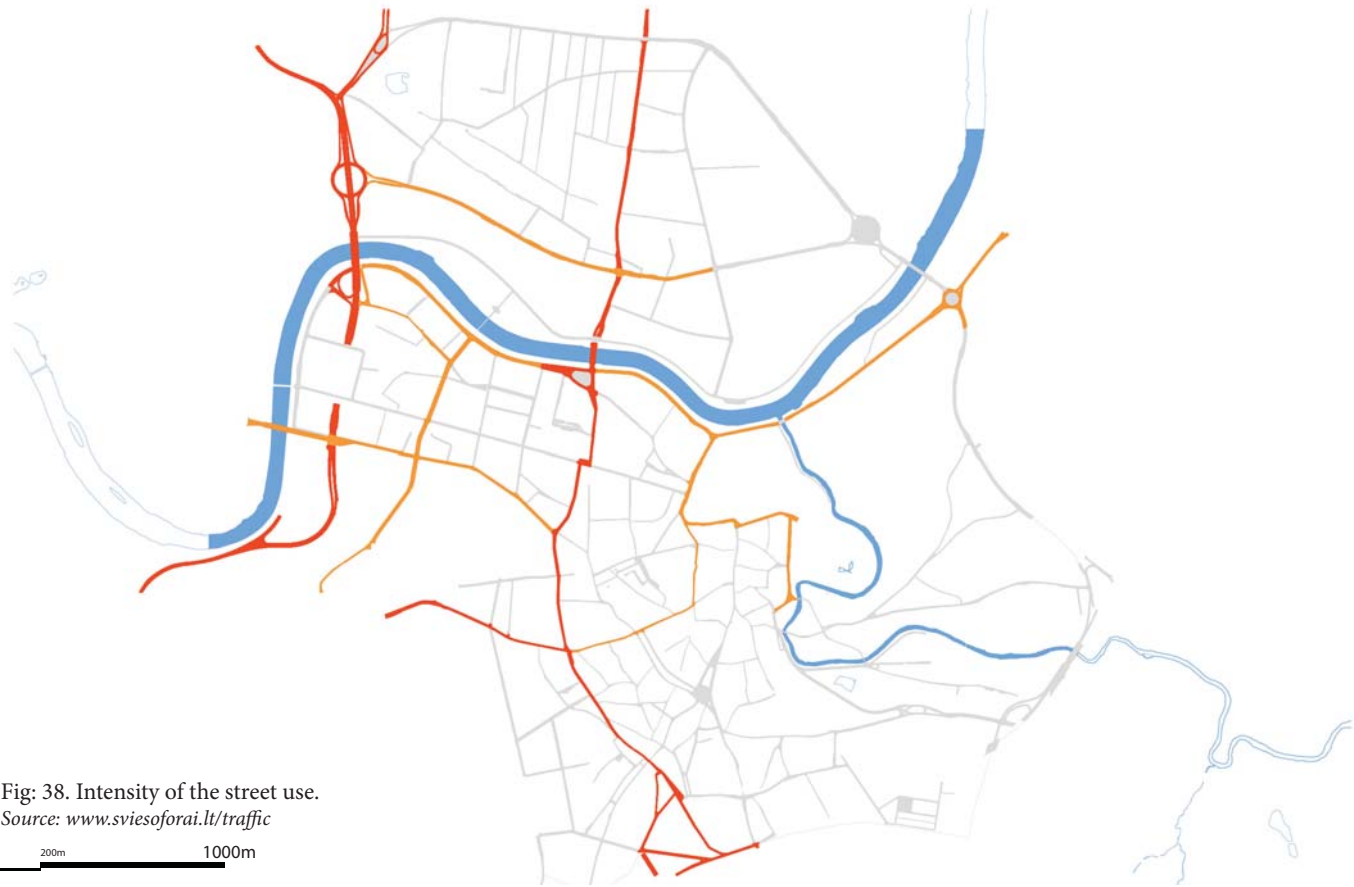 Fig: 38. Intensity of the street use.
Source: www.sviesoforai.lt/traffic
200m 1000m